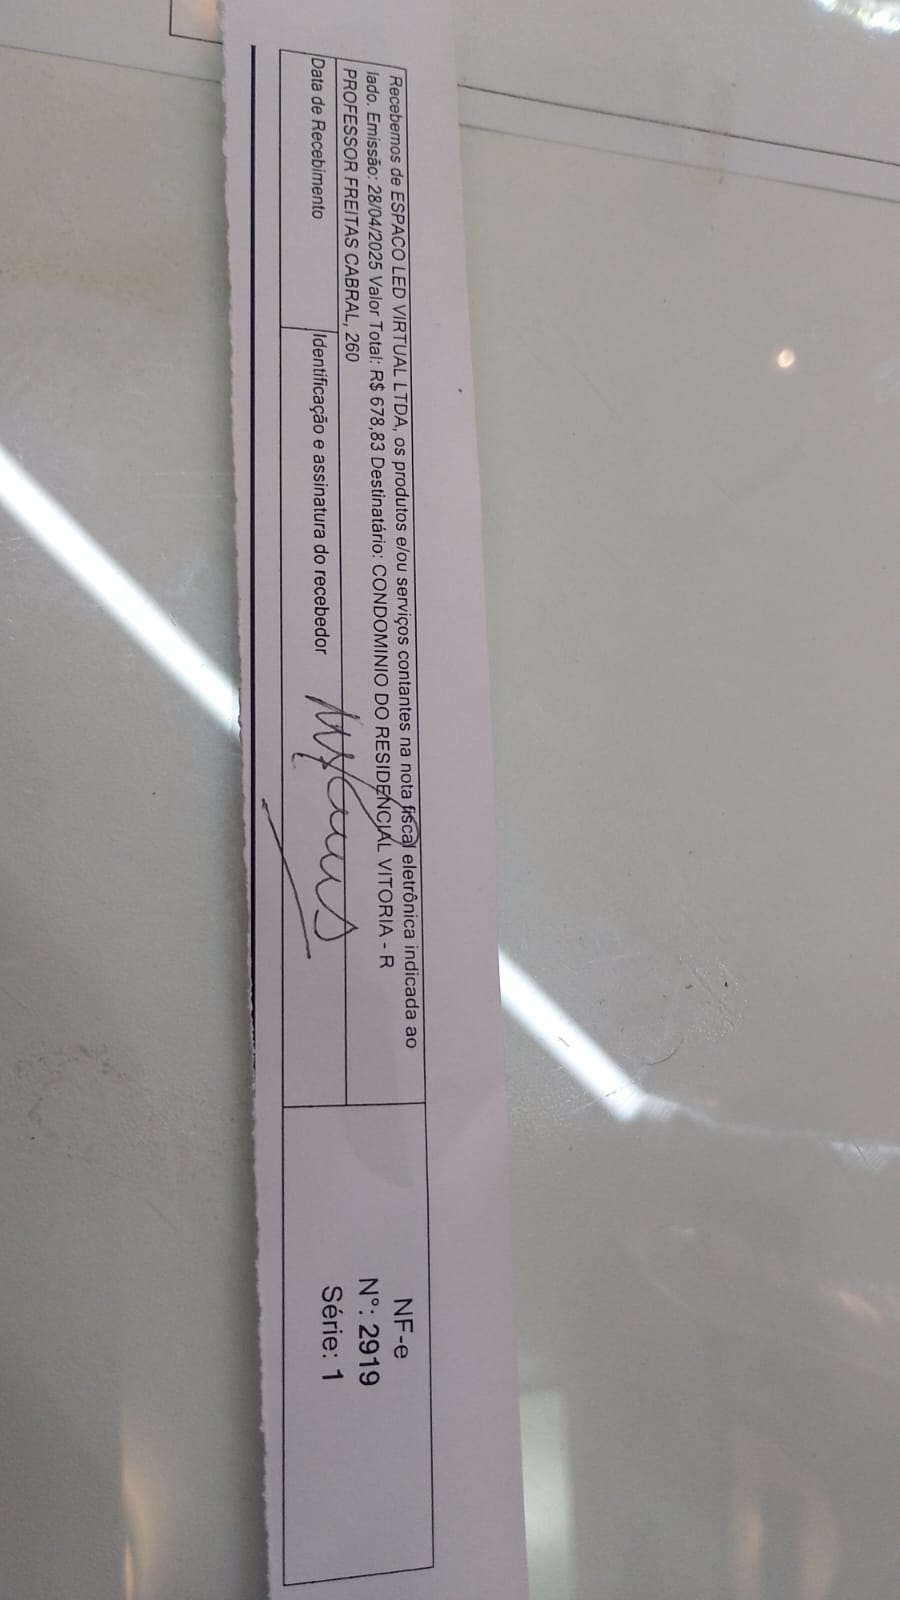 Recebemos de ESPACO LED VIRTUAL LTDA, os produtos e/ou serviços contantes na nota fiscal eletrônica indicada ao
lado. Emissão: 28/04/2025 Valor Total: R$ 678,83 Destinatário: CONDOMINIO DO RESIDENCIAL VITORIA - R
PROFESSOR FREITAS CABRAL, 260
Data de Recebimento
Identificação e assinatura do recebedor
NF-e
Nº: 2919
Série: 1